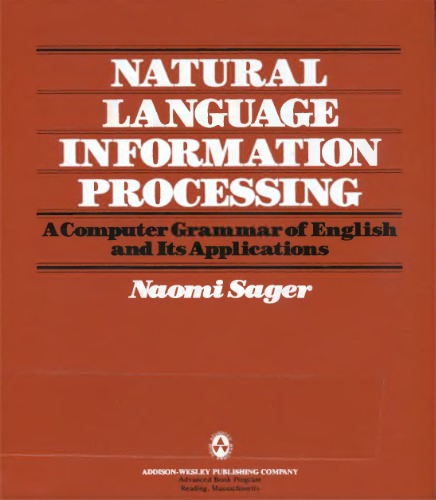 NATURAL
LANGUAGE
INFORMATION
PROCESSING
A Computer Grammar of English
and Its Applications
Naomi Sager
ADDISON-WESLEY PUBLISHING COMPANY
Advanced Book Program
Reading, Massachusetts